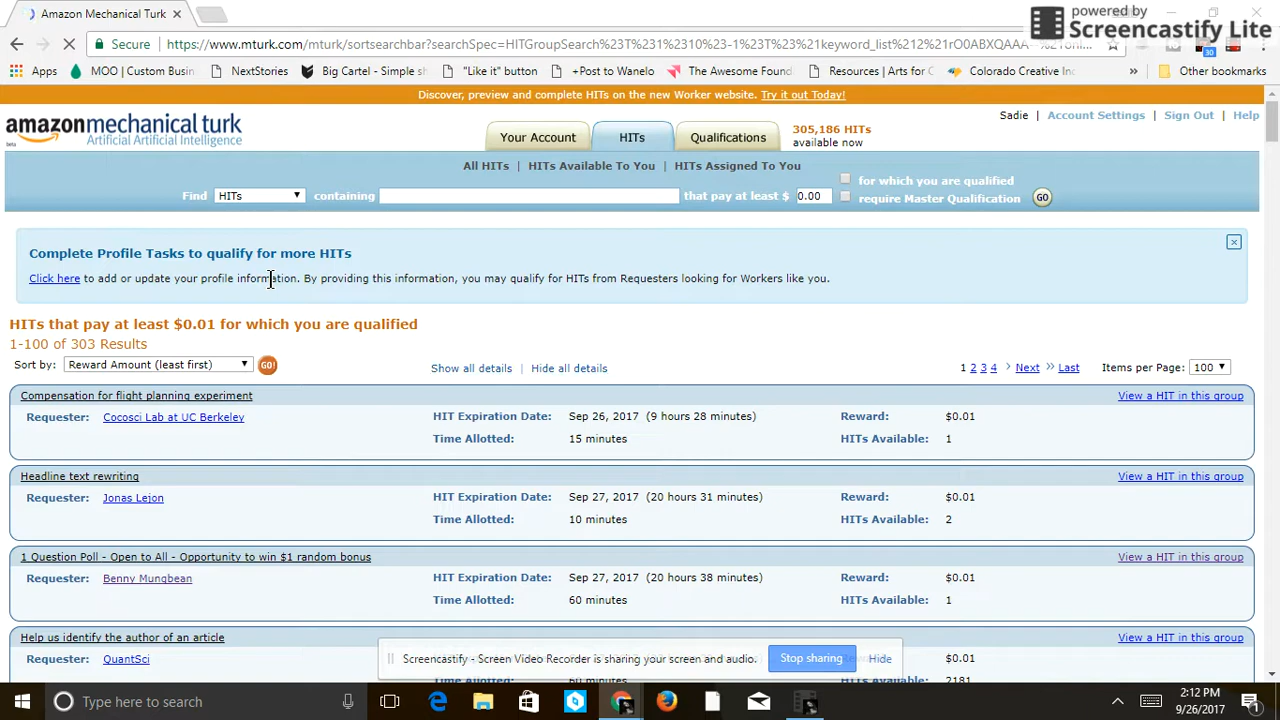 powered by
Screencastify Lite
Amazon Mechanical Turk
Secure https://www.mturk.com/mturk/sortsearchbar?searchSpec=HITGroupSearch%23T%231%2310%23-1%23T%23%21keyword_list%212%21rO0ABXQAAA
30
Apps MOO | Custom Busin NextStories Big Cartel - Simple sh "Like it" button +Post to Wanelo The Awesome Found Resources | Arts for C Colorado Creative Inc » Other bookmarks
Discover, preview and complete HITs on the new Worker website. Try it out Today!
Sadie | Account Settings | Sign Out | Help
amazonmechanical turk
beta Artificial Artificial Intelligence
Your Account HITs Qualifications 305,186 HITs
available now
All HITs | HITs Available To You | HITs Assigned To You
Find HITs containing that pay at least $ 0.00 for which you are qualified
require Master Qualification GO
Complete Profile Tasks to qualify for more HITs
Click here to add or update your profile information. By providing this information, you may qualify for HITs from Requesters looking for Workers like you.
HITs that pay at least $0.01 for which you are qualified
1-100 of 303 Results
Sort by: Reward Amount (least first) GO! Show all details | Hide all details 1 2 3 4 › Next » Last Items per Page: 100
Compensation for flight planning experiment View a HIT in this group
Requester: Cocosci Lab at UC Berkeley HIT Expiration Date: Sep 26, 2017 (9 hours 28 minutes) Reward: $0.01
Time Allotted: 15 minutes HITs Available: 1
Headline text rewriting View a HIT in this group
Requester: Jonas Lejon HIT Expiration Date: Sep 27, 2017 (20 hours 31 minutes) Reward: $0.01
Time Allotted: 10 minutes HITs Available: 2
1 Question Poll - Open to All - Opportunity to win $1 random bonus View a HIT in this group
Requester: Benny Mungbean HIT Expiration Date: Sep 27, 2017 (20 hours 38 minutes) Reward: $0.01
Time Allotted: 60 minutes HITs Available: 1
Help us identify the author of an article View a HIT in this group
Requester: QuantSci $0.01
Screencastify - Screen Video Recorder is sharing your screen and audio. Stop sharing Hide
60 minutes HITs Available: 2181
Type here to search
2:12 PM
9/26/2017
1